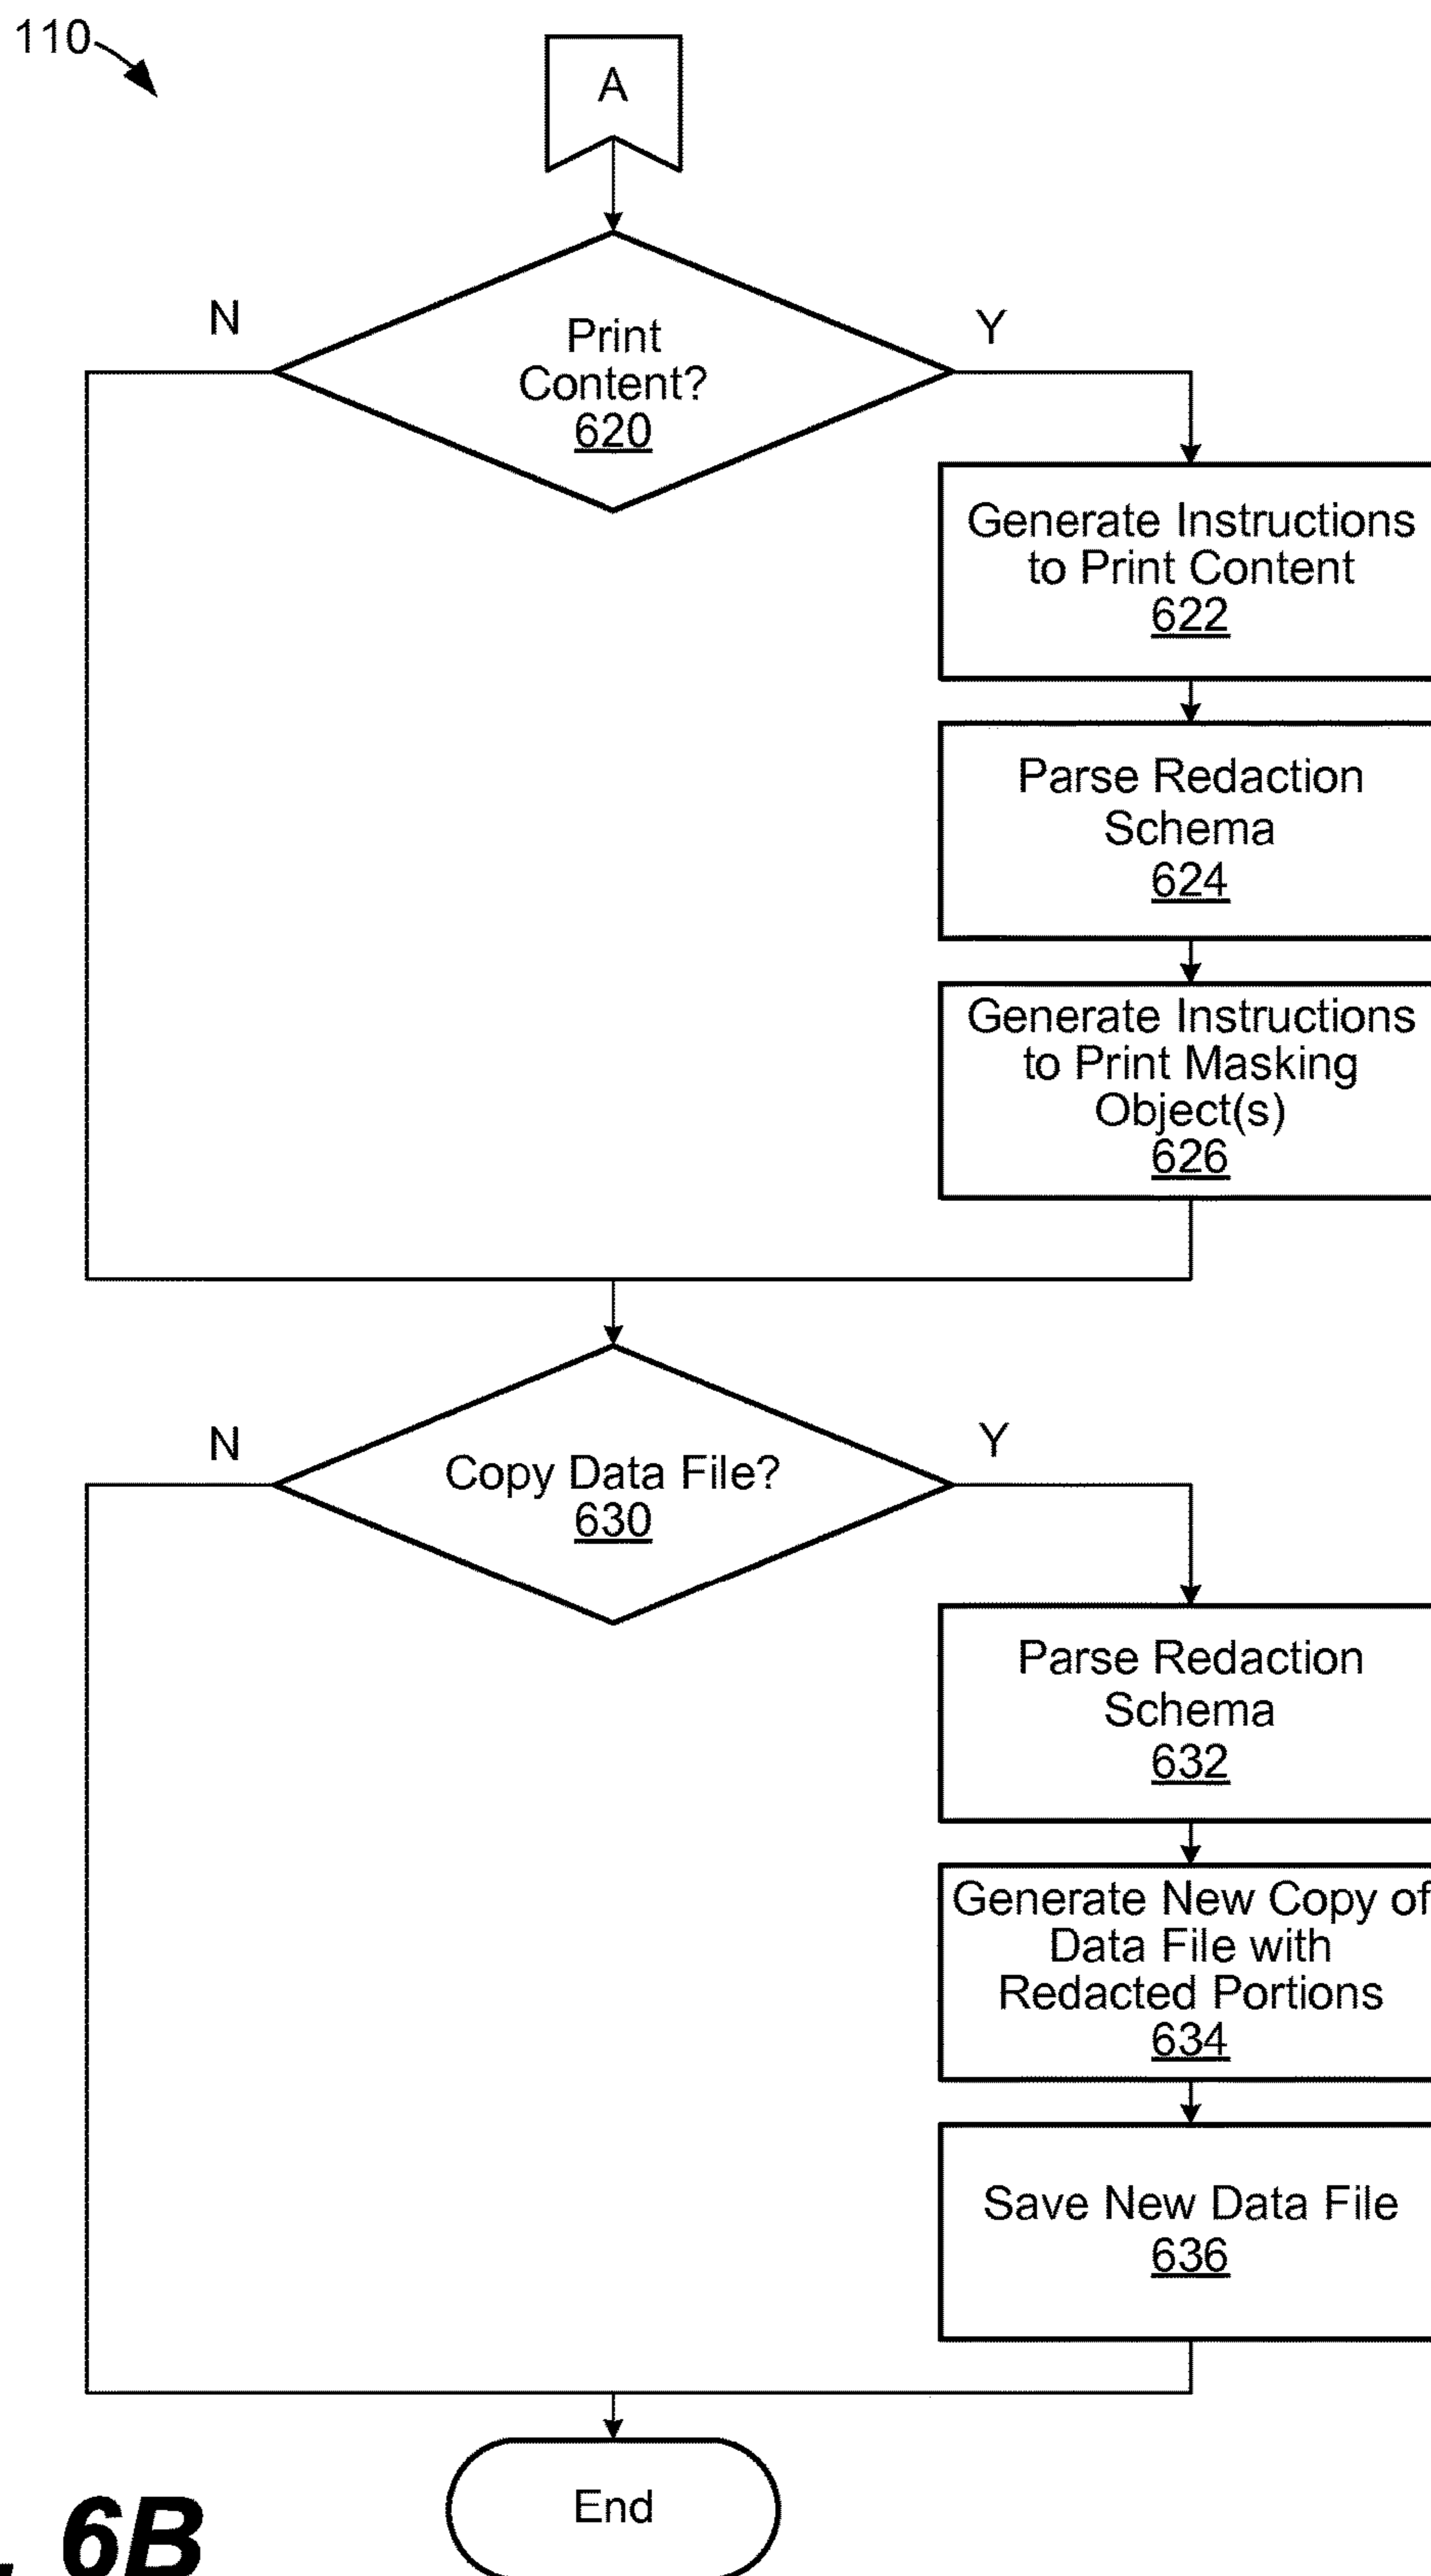 110
A
N
Y
Print
Content?
620
Generate Instructions
to Print Content
622
Parse Redaction
Schema
624
Generate Instructions
to Print Masking
Object(s)
626
N
Y
Copy Data File?
630
Parse Redaction
Schema
632
Generate New Copy of
Data File with
Redacted Portions
634
Save New Data File
636
End
. 6B